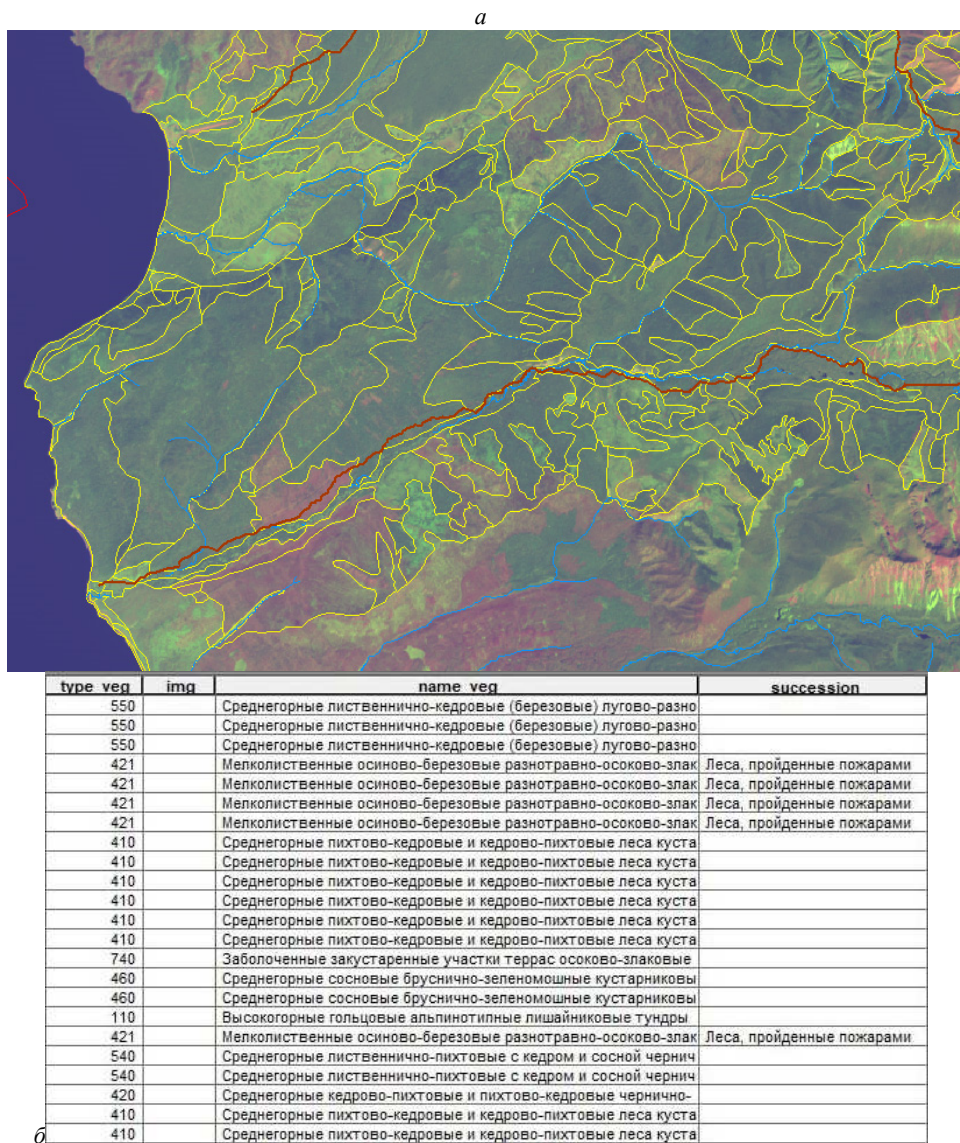 а
type_veg img name_veg succession
550 Среднегорные лиственнично-кедровые (березовые) лугово-разно
550 Среднегорные лиственнично-кедровые (березовые) лугово-разно
550 Среднегорные лиственнично-кедровые (березовые) лугово-разно
421 Мелколиственные осиново-березовые разнотравно-осоково-злак Леса, пройденные пожарами
421 Мелколиственные осиново-березовые разнотравно-осоково-злак Леса, пройденные пожарами
421 Мелколиственные осиново-березовые разнотравно-осоково-злак Леса, пройденные пожарами
421 Мелколиственные осиново-березовые разнотравно-осоково-злак Леса, пройденные пожарами
410 Среднегорные пихтово-кедровые и кедрово-пихтовые леса куста
410 Среднегорные пихтово-кедровые и кедрово-пихтовые леса куста
410 Среднегорные пихтово-кедровые и кедрово-пихтовые леса куста
410 Среднегорные пихтово-кедровые и кедрово-пихтовые леса куста
410 Среднегорные пихтово-кедровые и кедрово-пихтовые леса куста
410 Среднегорные пихтово-кедровые и кедрово-пихтовые леса куста
740 Заболоченные закустаренные участки террас осоково-злаковые
460 Среднегорные сосновые бруснично-зеленомошные кустарниковы
460 Среднегорные сосновые бруснично-зеленомошные кустарниковы
110 Высокогорные гольцовые альпинотипные лишайниковые тундры
421 Мелколиственные осиново-березовые разнотравно-осоково-злак Леса, пройденные пожарами
540 Среднегорные лиственнично-пихтовые с кедром и сосной чернич
540 Среднегорные лиственнично-пихтовые с кедром и сосной чернич
420 Среднегорные кедрово-пихтовые и пихтово-кедровые чернично-
410 Среднегорные пихтово-кедровые и кедрово-пихтовые леса куста
б 410 Среднегорные пихтово-кедровые и кедрово-пихтовые леса куста